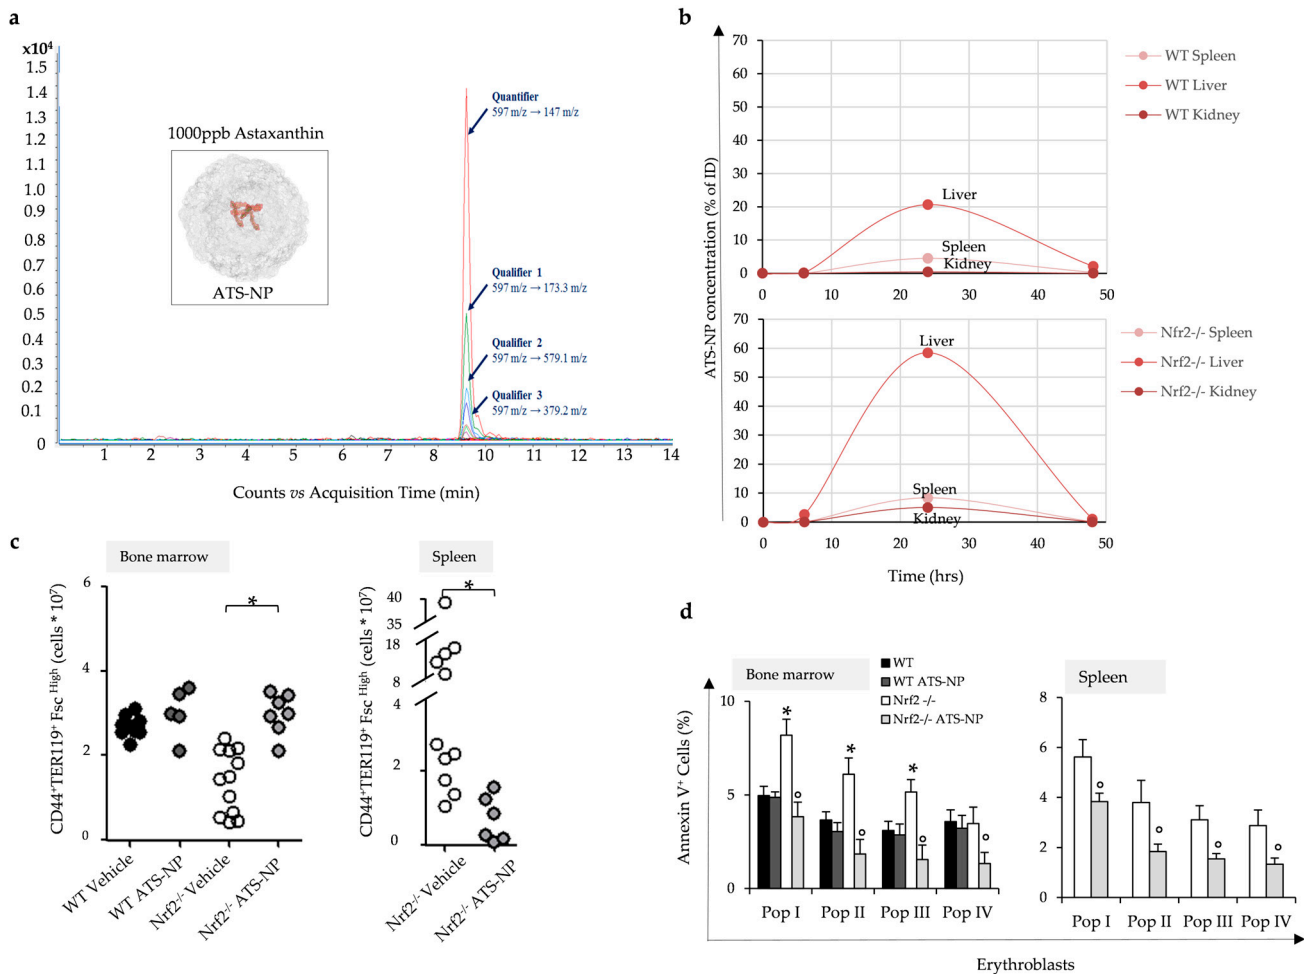 a
x10⁴
1.5
1.4
1.3
1.2
1.1
1.0
0.9
0.8
0.7
0.6
0.5
0.4
0.3
0.2
0.1
0
1 2 3 4 5 6 7 8 9 10 11 12 13 14
Counts vs Acquisition Time (min)
1000ppb Astaxanthin
ATS-NP
Quantifier
597 m/z → 147 m/z
Qualifier 1
597 m/z → 173.3 m/z
Qualifier 2
597 m/z → 579.1 m/z
Qualifier 3
597 m/z → 379.2 m/z
b
ATS-NP concentration (% of ID)
70
60
50
40
30
20
10
0
0 10 20 30 40 50
Liver
Spleen
Kidney
WT Spleen
WT Liver
WT Kidney
70
60
50
40
30
20
10
0
0 10 20 30 40 50
Liver
Spleen
Kidney
Nfr2-/- Spleen
Nrf2-/- Liver
Nrf2-/- Kidney
Time (hrs)
c
Bone marrow
CD44⁺TER119⁺ Fsc ᴴⁱᵍʰ (cells * 10⁷)
6
4
2
0
*
WT Vehicle
WT ATS-NP
Nrf2⁻/⁻ Vehicle
Nrf2⁻/⁻ ATS-NP
Spleen
CD44⁺TER119⁺ Fsc ᴴⁱᵍʰ (cells * 10⁷)
40
35
18
8
4
2
0
*
Nrf2⁻/⁻ Vehicle
Nrf2⁻/⁻ ATS-NP
d
Bone marrow
WT
WT ATS-NP
Nrf2 -/-
Nrf2-/- ATS-NP
Annexin V⁺ Cells (%)
10
5
0
* * *
° ° ° °
Pop I Pop II Pop III Pop IV
Spleen
8
6
4
2
0
° ° ° °
Pop I Pop II Pop III Pop IV
Erythroblasts